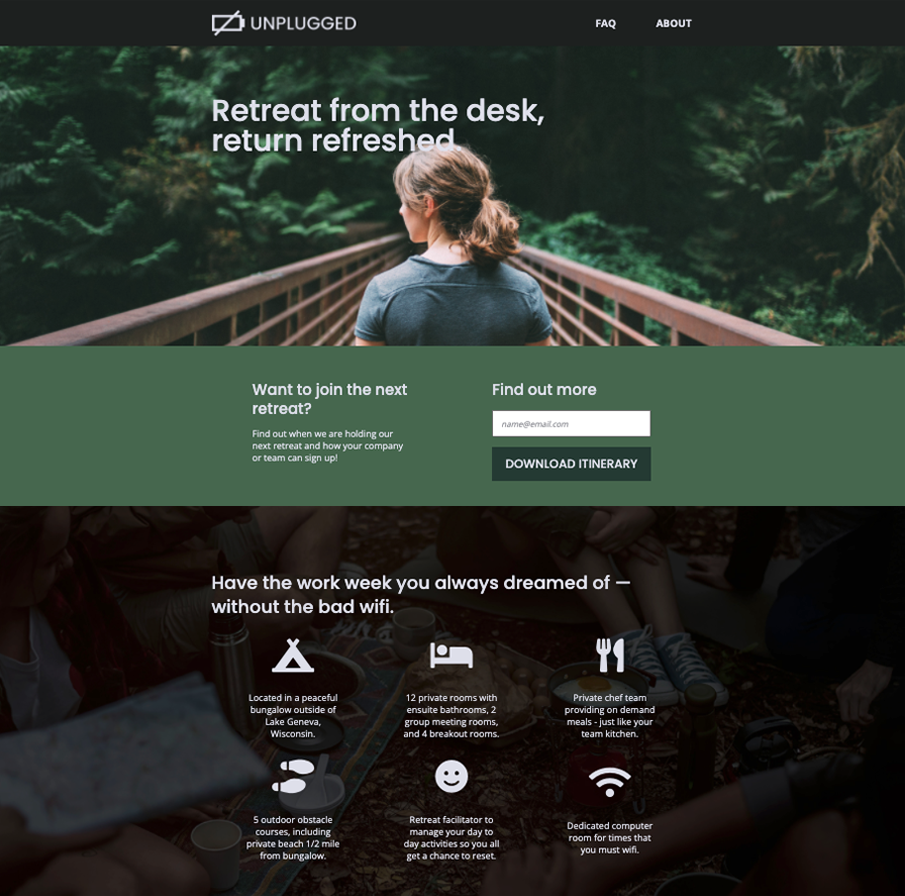 UNPLUGGED
FAQ
ABOUT
Retreat from the desk,
return refreshed.
Want to join the next
retreat?
Find out when we are holding our
next retreat and how your company
or team can sign up!
Find out more
name@email.com
DOWNLOAD ITINERARY
Have the work week you always dreamed of —
without the bad wifi.
Located in a peaceful
bungalow outside of
Lake Geneva,
Wisconsin.
12 private rooms with
ensuite bathrooms, 2
group meeting rooms,
and 4 breakout rooms.
Private chef team
providing on demand
meals - just like your
team kitchen.
5 outdoor obstacle
courses, including
private beach 1/2 mile
from bungalow.
Retreat facilitator to
manage your day to
day activities so you all
get a chance to reset.
Dedicated computer
room for times that
you must wifi.